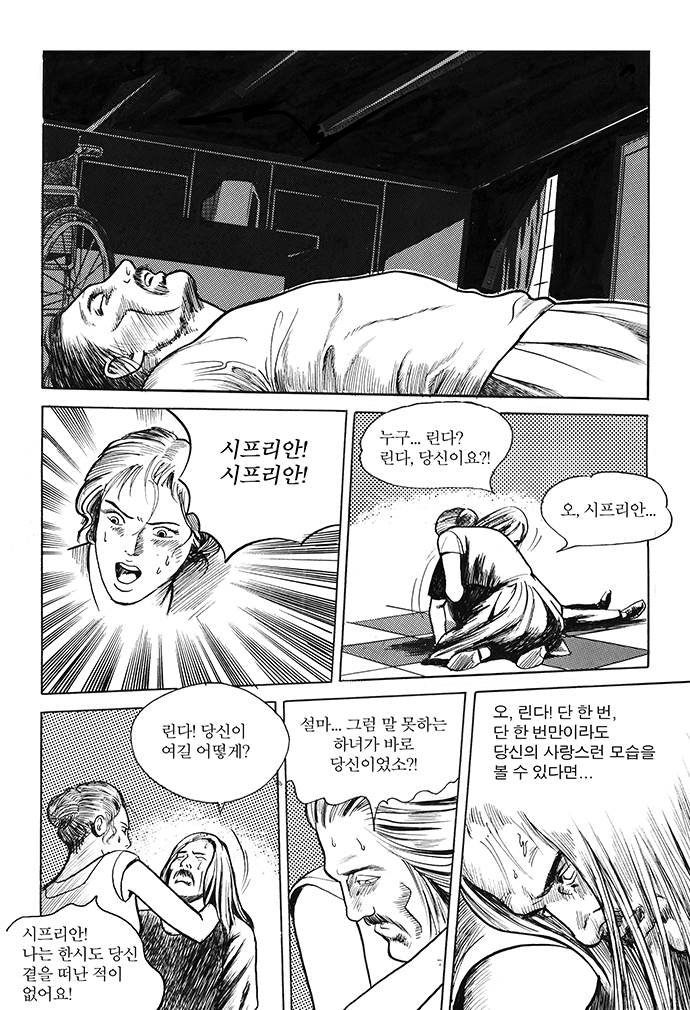 시프리안!
시프리안!
누구... 린다?
린다, 당신이요?!
오, 시프리안...
린다! 당신이
여길 어떻게?
시프리안!
나는 한시도 당신
곁을 떠난 적이
없어요!
설마... 그럼 말 못하는
하녀가 바로
당신이었소?!
오, 린다! 단 한 번,
단 한 번만이라도
당신의 사랑스런 모습을
볼 수 있다면...